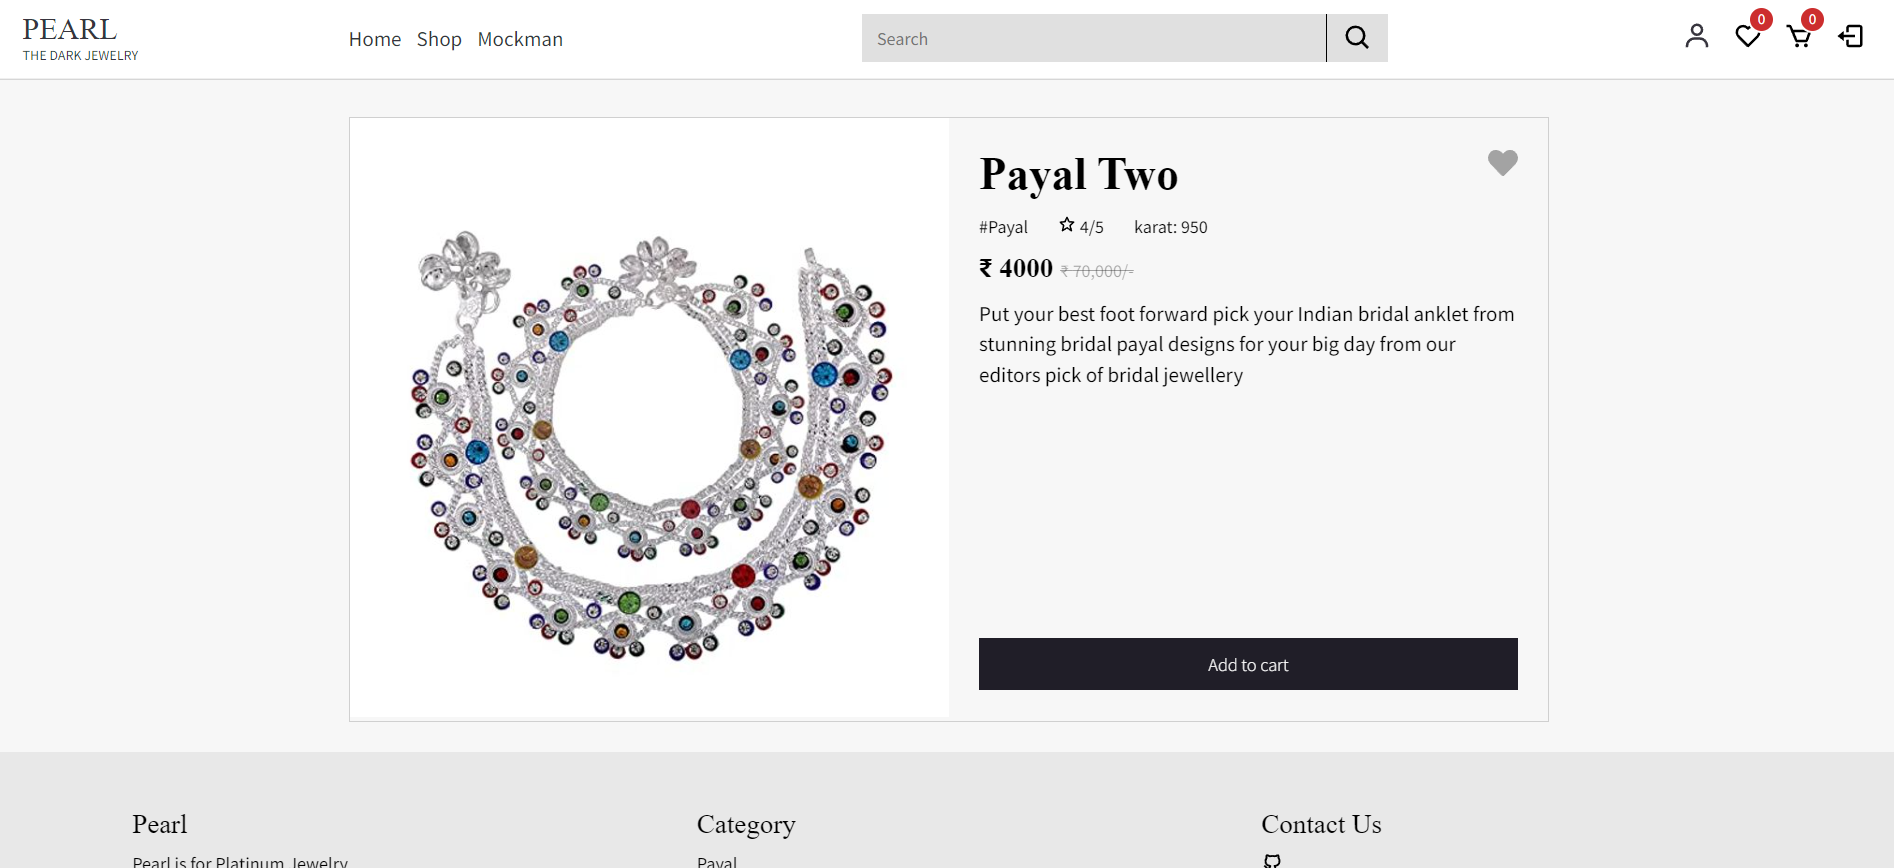 PEARL
THE DARK JEWELRY
Home Shop Mockman
Search
0
0
Payal Two
#Payal 4/5 karat: 950
₹ 4000 ₹ 70,000/-
Put your best foot forward pick your Indian bridal anklet from
stunning bridal payal designs for your big day from our
editors pick of bridal jewellery
Add to cart
Pearl
Category
Contact Us
Pearl is for Platinum Jewelry
Payal